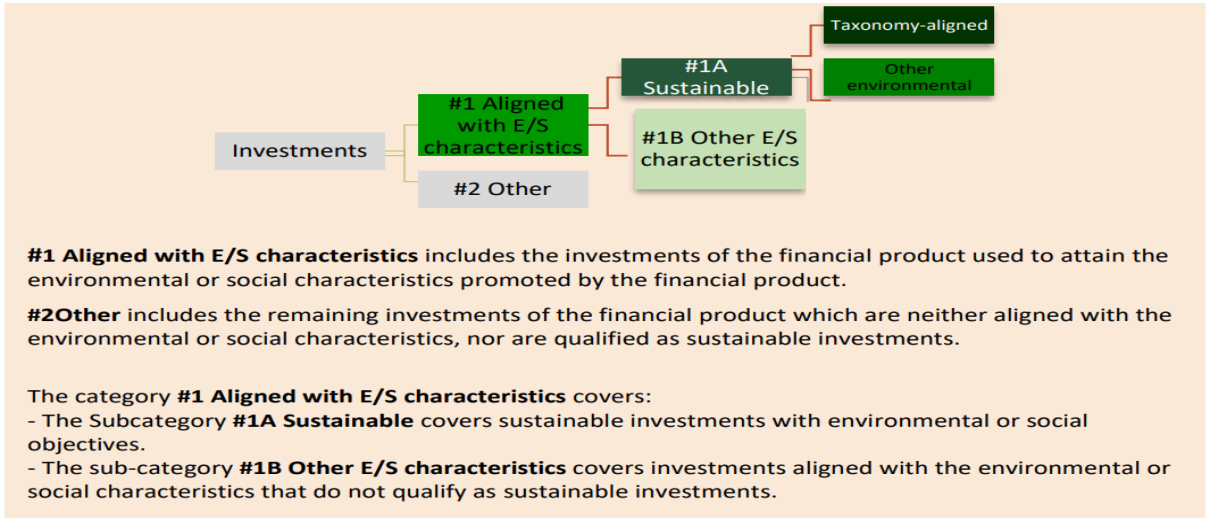 Taxonomy-aligned
#1A
Sustainable
Other
environmental
#1 Aligned
with E/S
characteristics
#1B Other E/S
characteristics
Investments
#2 Other
#1 Aligned with E/S characteristics includes the investments of the financial product used to attain the
environmental or social characteristics promoted by the financial product.
#2Other includes the remaining investments of the financial product which are neither aligned with the
environmental or social characteristics, nor are qualified as sustainable investments.
The category #1 Aligned with E/S characteristics covers:
- The Subcategory #1A Sustainable covers sustainable investments with environmental or social
objectives.
- The sub-category #1B Other E/S characteristics covers investments aligned with the environmental or
social characteristics that do not qualify as sustainable investments.